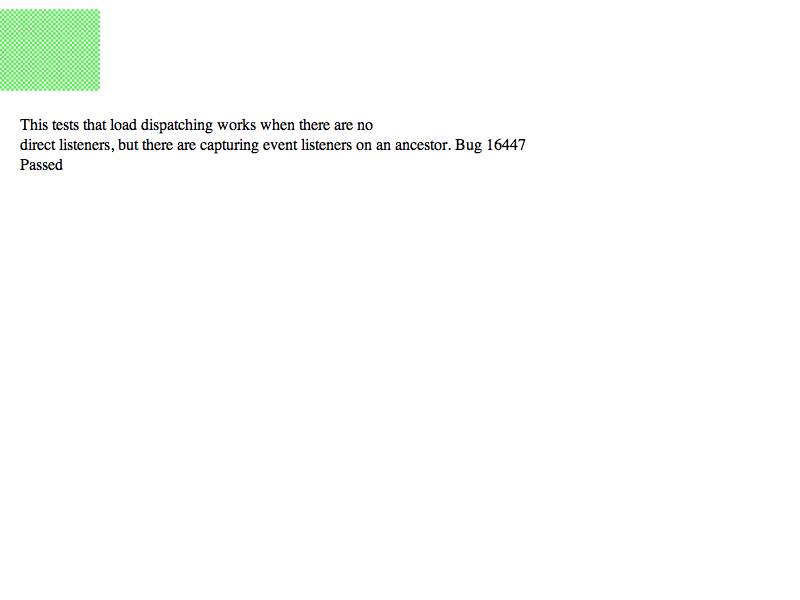 This tests that load dispatching works when there are no
direct listeners, but there are capturing event listeners on an ancestor. Bug 16447
Passed